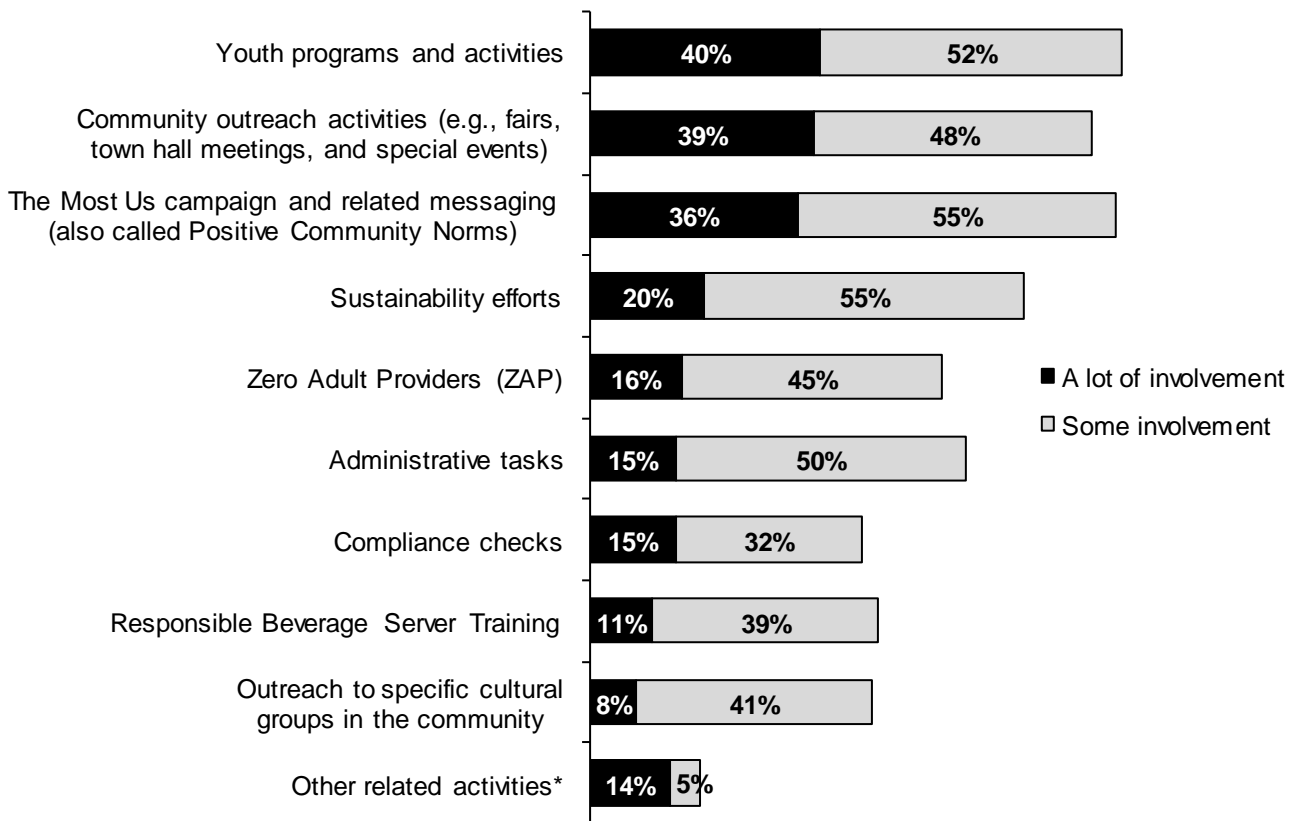 Youth programs and activities
40%
52%
Community outreach activities (e.g., fairs,
town hall meetings, and special events)
39%
48%
The Most Us campaign and related messaging
(also called Positive Community Norms)
36%
55%
Sustainability efforts
20%
55%
Zero Adult Providers (ZAP)
16%
45%
Administrative tasks
15%
50%
Compliance checks
15%
32%
Responsible Beverage Server Training
11%
39%
Outreach to specific cultural
groups in the community
8%
41%
Other related activities*
14%
5%
A lot of involvement
Some involvement